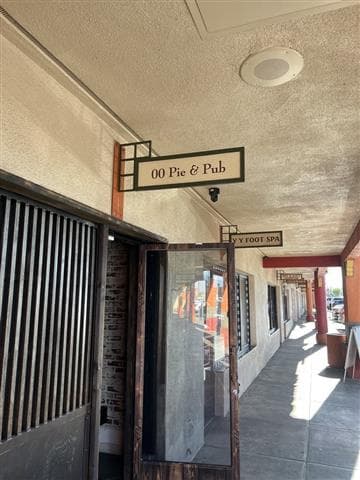 00 Pie & Pub
Y Y FOOT SPA